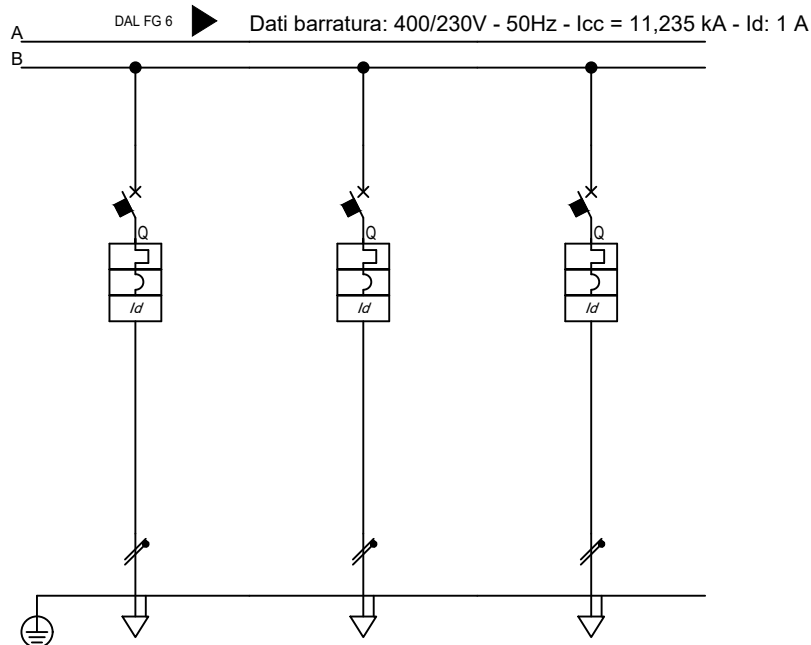 DAL FG 6
Dati barratura: 400/230V - 50Hz - Icc = 11,235 kA - Id: 1 A
A
B
Q
Q
Q
Id
Id
Id